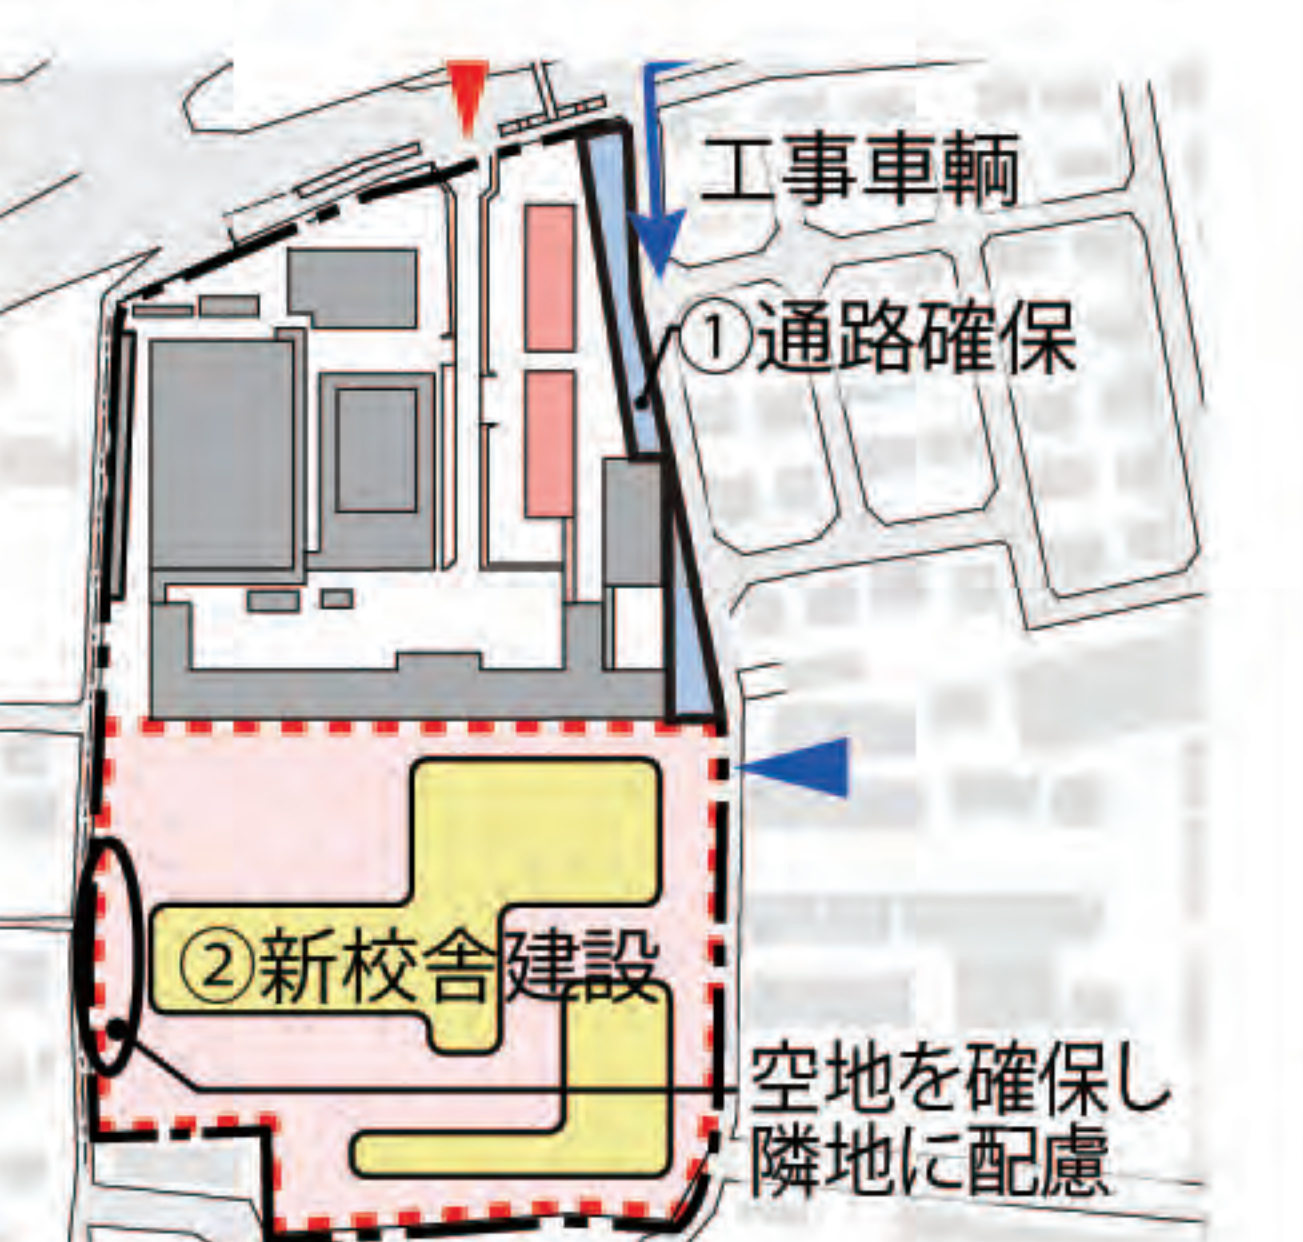 工事車輌
①通路確保
②新校舎建設
空地を確保し
隣地に配慮